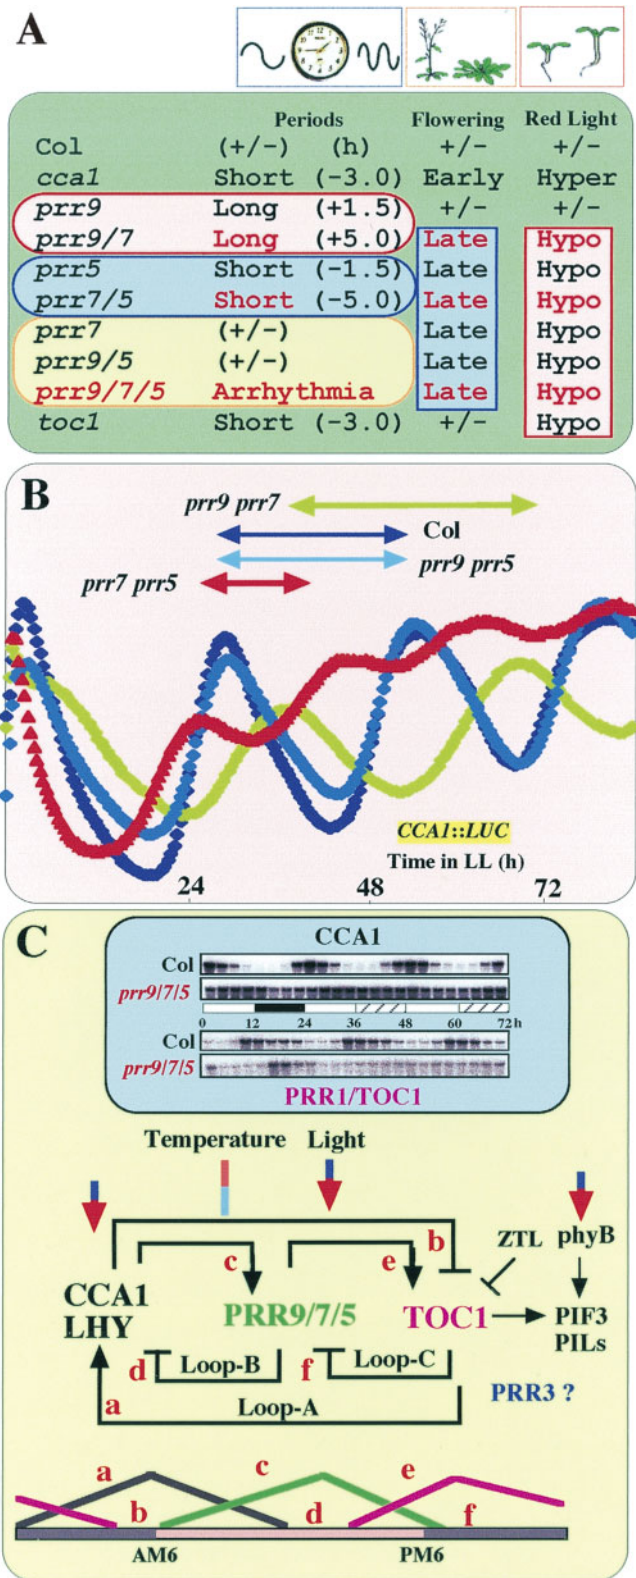 A
Periods Flowering Red Light
Col (+/-) (h) +/- +/-
cca1 Short (-3.0) Early Hyper
prr9 Long (+1.5) +/- +/-
prr9/7 Long (+5.0) Late Hypo
prr5 Short (-1.5) Late Hypo
prr7/5 Short (-5.0) Late Hypo
prr7 (+/-) Late Hypo
prr9/5 (+/-) Late Hypo
prr9/7/5 Arrhythmia Late Hypo
toc1 Short (-3.0) +/- Hypo
B
prr9 prr7
Col
prr9 prr5
prr7 prr5
CCA1::LUC
Time in LL (h)
24 48 72
C
CCA1
Col
prr9/7/5
0 12 24 36 48 60 72h
Col
prr9/7/5
PRR1/TOC1
Temperature Light
c e b ZTL phyB
CCA1
LHY
PRR9/7/5 TOC1 PIF3
PILs
d Loop-B f Loop-C
PRR3 ?
a Loop-A
a c e
b d f
AM6 PM6